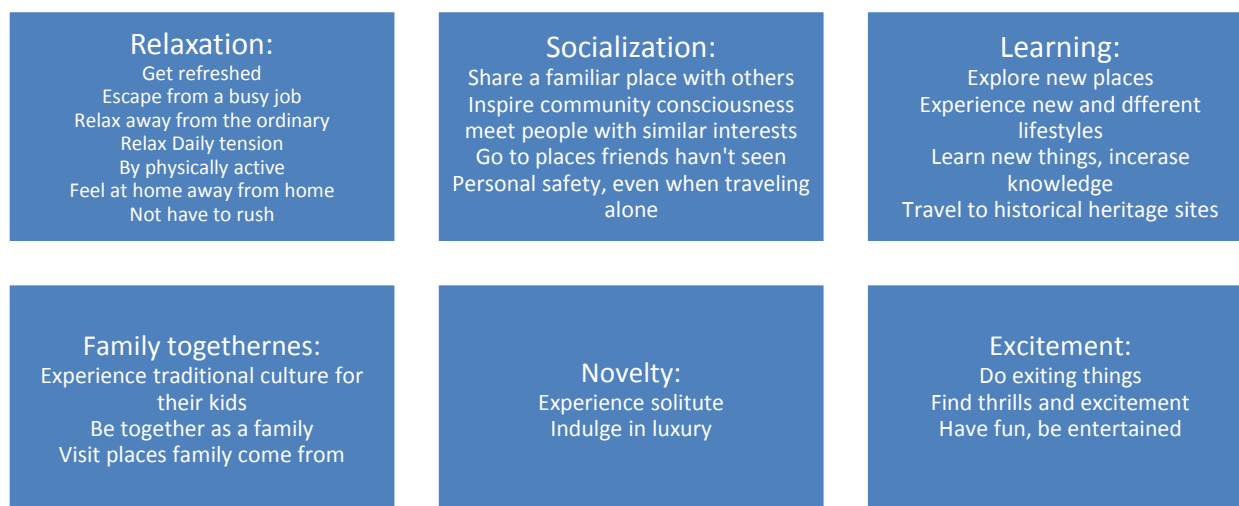 Relaxation:
Get refreshed
Escape from a busy job
Relax away from the ordinary
Relax Daily tension
By physically active
Feel at home away from home
Not have to rush
Socialization:
Share a familiar place with others
Inspire community consciousness
meet people with similar interests
Go to places friends havn't seen
Personal safety, even when traveling
alone
Learning:
Explore new places
Experience new and dfferent
lifestyles
Learn new things, incerase
knowledge
Travel to historical heritage sites
Family togethernes:
Experience traditional culture for
their kids
Be together as a family
Visit places family come from
Novelty:
Experience solitute
Indulge in luxury
Excitement:
Do exiting things
Find thrills and excitement
Have fun, be entertained